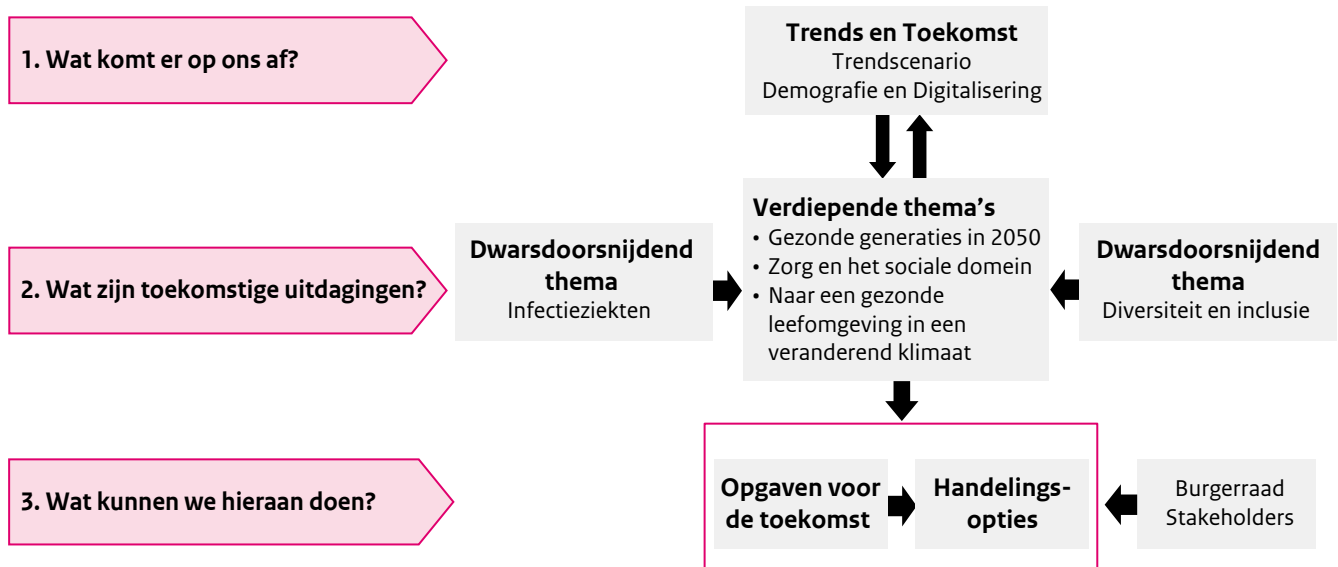 1. Wat komt er op ons af?
Trends en Toekomst
Trendscenario
Demografie en Digitalisering
2. Wat zijn toekomstige uitdagingen?
Dwarsdoorsnijdend
thema
Infectieziekten
Verdiepende thema’s
• Gezonde generaties in 2050
• Zorg en het sociale domein
• Naar een gezonde
leefomgeving in een
veranderend klimaat
Dwarsdoorsnijdend
thema
Diversiteit en inclusie
3. Wat kunnen we hieraan doen?
Opgaven voor
de toekomst
Handelings-
opties
Burgerraad
Stakeholders